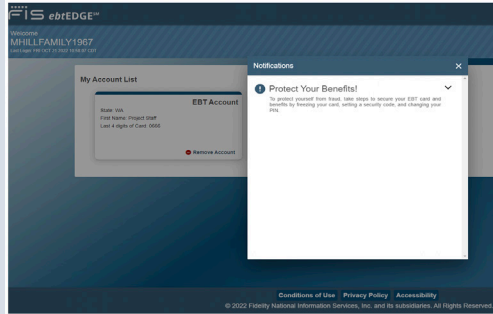 FIS ebtEDGE℠
Welcome
MHILLFAMILY1967
Notifications ×
My Account List
EBT Account
State: WA
First Name: Project Staff
Last 4 digits of Card: 0865
Remove Account
Protect Your Benefits!
To protect yourself from fraud, take steps to secure your EBT card and
benefits by freezing your card, setting a security code, and changing your
PIN.
Conditions of Use Privacy Policy Accessibility
© 2022 Fidelity National Information Services, Inc. and its subsidiaries. All Rights Reserved.